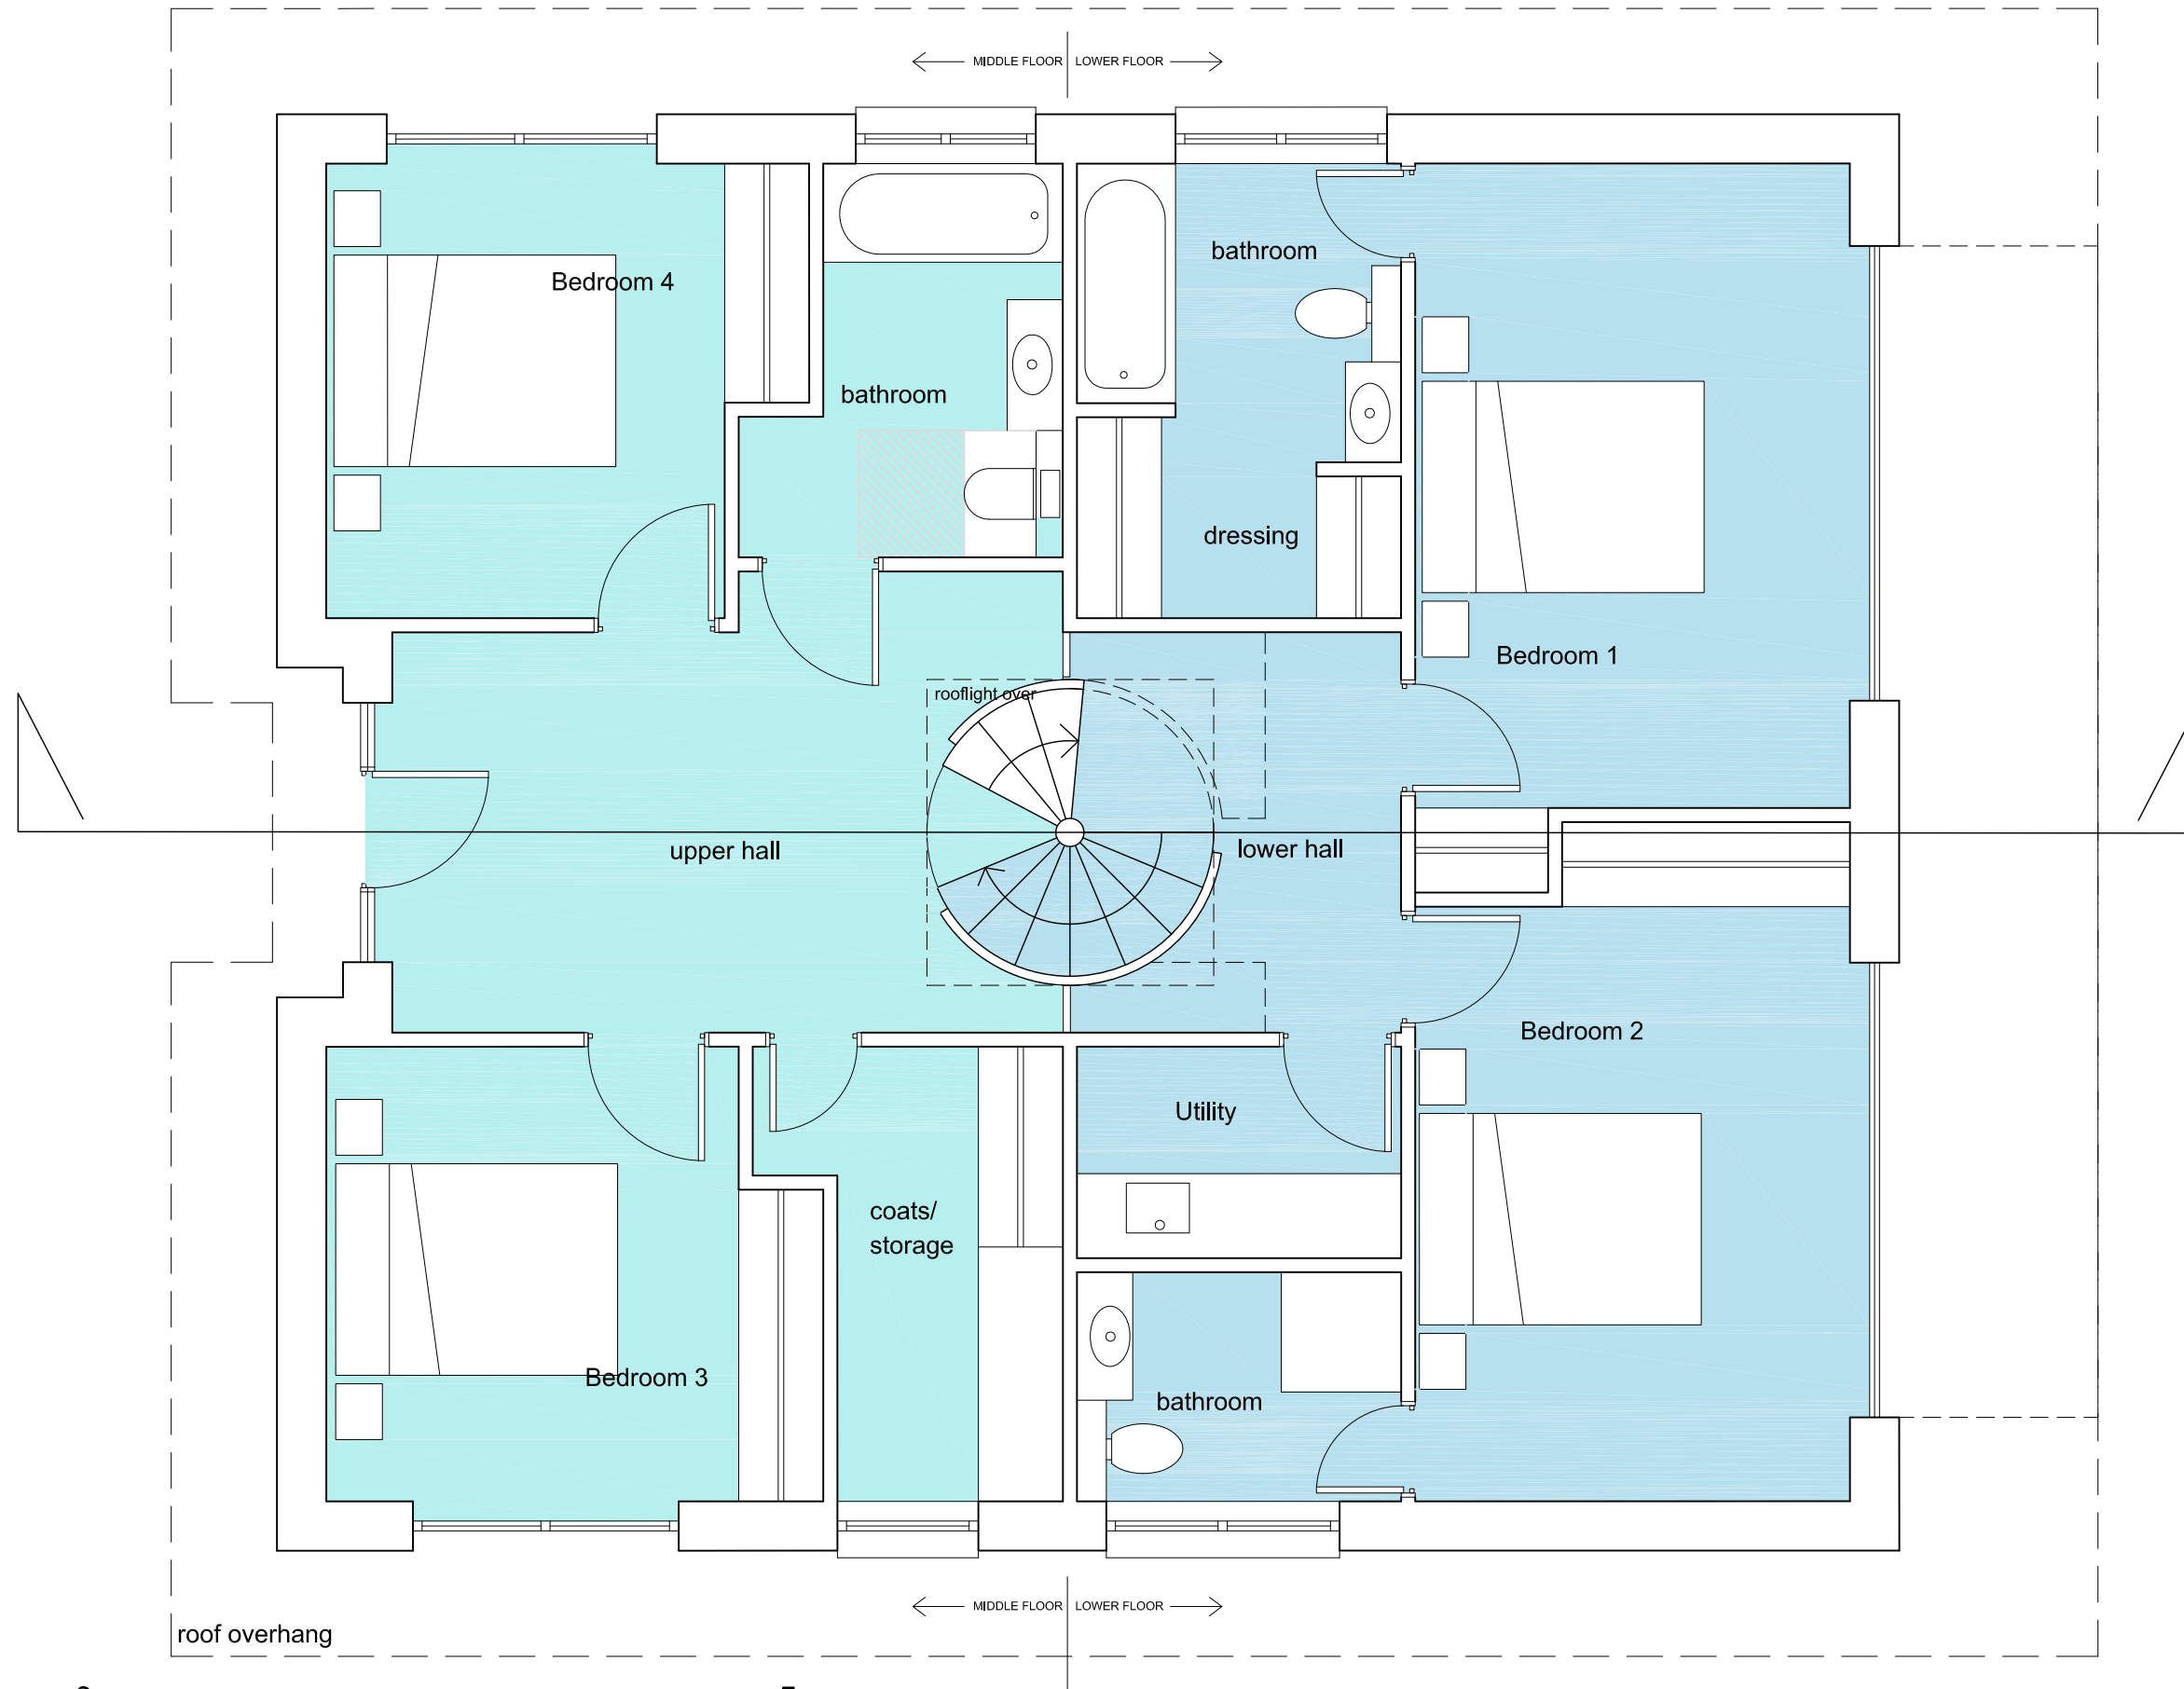 MIDDLE FLOOR LOWER FLOOR
bathroom
Bedroom 4
bathroom
dressing
Bedroom 1
rooflight over
upper hall
lower hall
Bedroom 2
Utility
coats/
storage
Bedroom 3
bathroom
MIDDLE FLOOR LOWER FLOOR
roof overhang